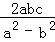 2abc
a² − b²